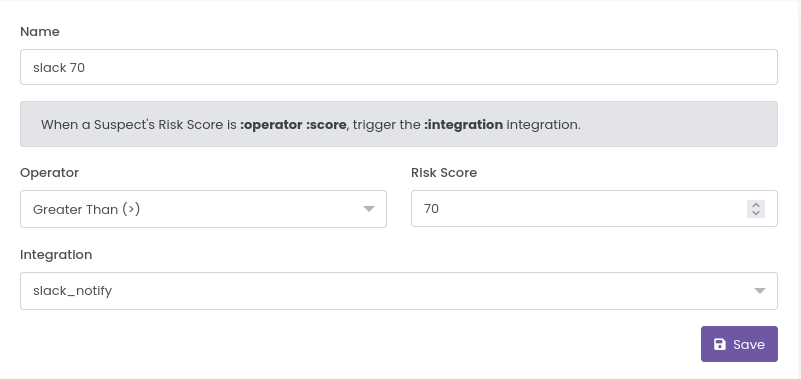 Name
slack 70
When a Suspect's Risk Score is :operator :score, trigger the :integration integration.
Operator
Risk Score
Greater Than (>)
70
Integration
slack_notify
Save